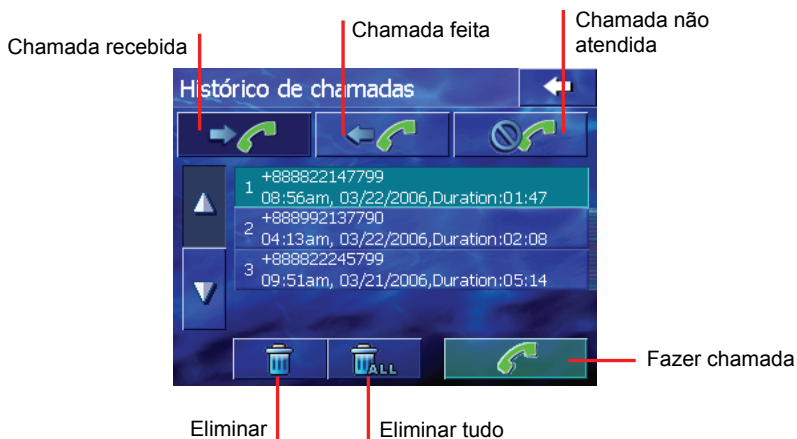 Chamada recebida
Chamada feita
Chamada não
atendida
Histórico de chamadas
1 +888822147799
08:56am, 03/22/2006,Duration:01:47
2 +888992137790
04:13am, 03/22/2006,Duration:02:08
3 +888822245799
09:51am, 03/21/2006,Duration:05:14
ALL
Fazer chamada
Eliminar
Eliminar tudo